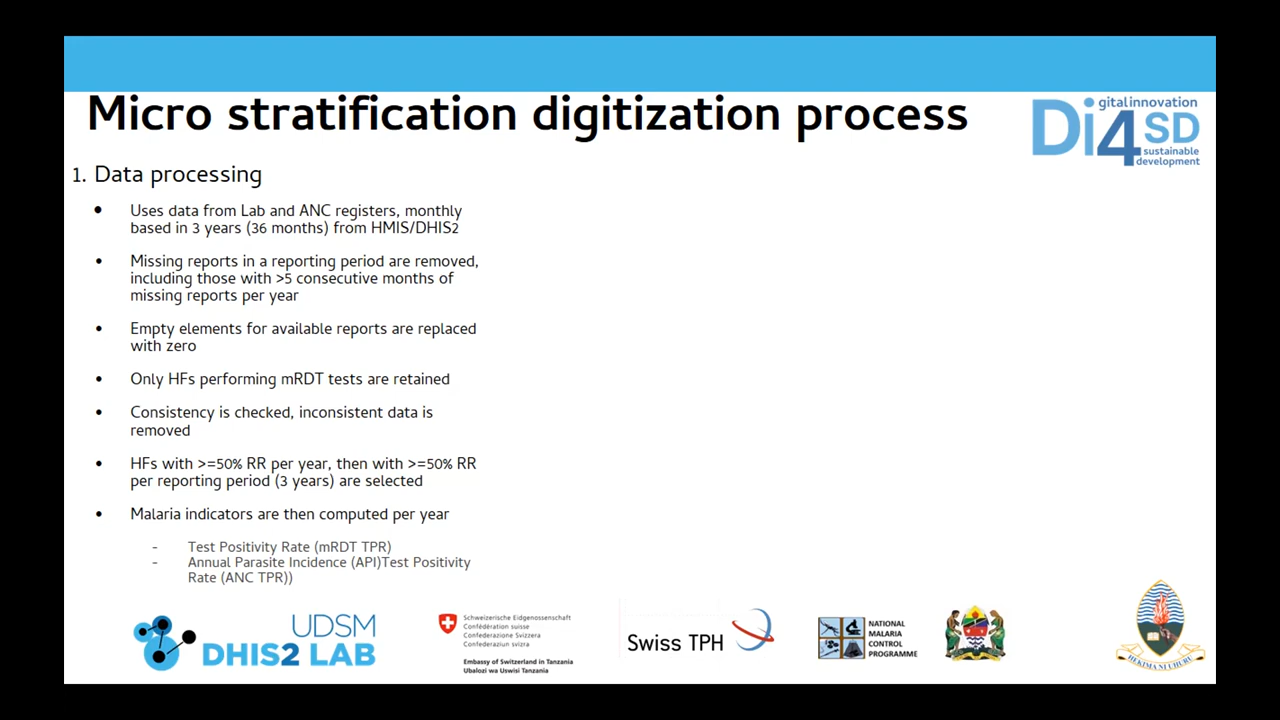 Micro stratification digitization process
Di4SD
gital innovation
sustainable
development
1. Data processing
• Uses data from Lab and ANC registers, monthly
based in 3 years (36 months) from HMIS/DHIS2
• Missing reports in a reporting period are removed,
including those with >5 consecutive months of
missing reports per year
• Empty elements for available reports are replaced
with zero
• Only HFs performing mRDT tests are retained
• Consistency is checked, inconsistent data is
removed
• HFs with >=50% RR per year, then with >=50% RR
per reporting period (3 years) are selected
• Malaria indicators are then computed per year
- Test Positivity Rate (mRDT TPR)
- Annual Parasite Incidence (API)Test Positivity
Rate (ANC TPR))
UDSM
DHIS2 LAB
Schweizerische Eidgenossenschaft
Confédération suisse
Confederazione Svizzera
Confederaziun svizra
Embassy of Switzerland in Tanzania
Ubalozi wa Uswisi Tanzania
Swiss TPH
NATIONAL
MALARIA
CONTROL
PROGRAMME
HEKIMA NI UHURU